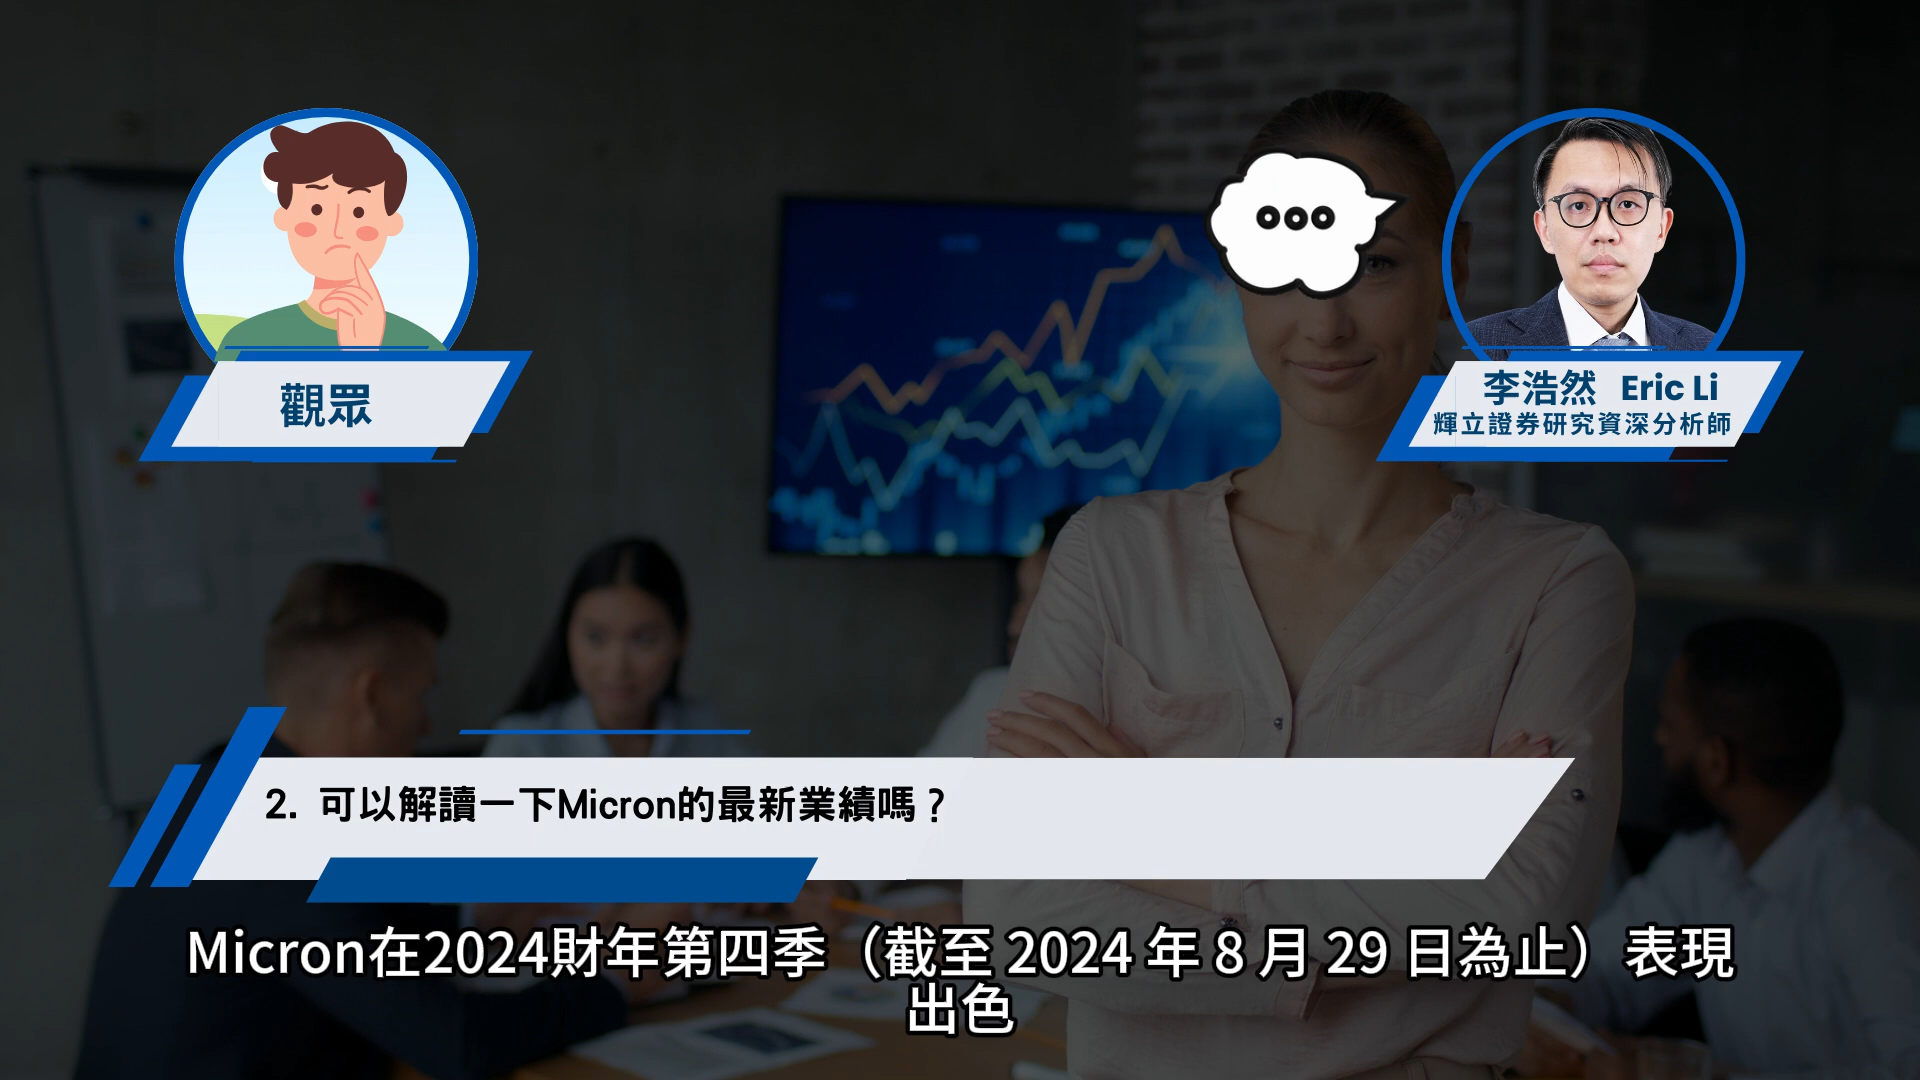 觀眾
李浩然 Eric Li
輝立證券研究資深分析師
2. 可以解讀一下Micron的最新業績嗎？
Micron在2024財年第四季（截至 2024 年 8 月 29 日為止）表現
出色